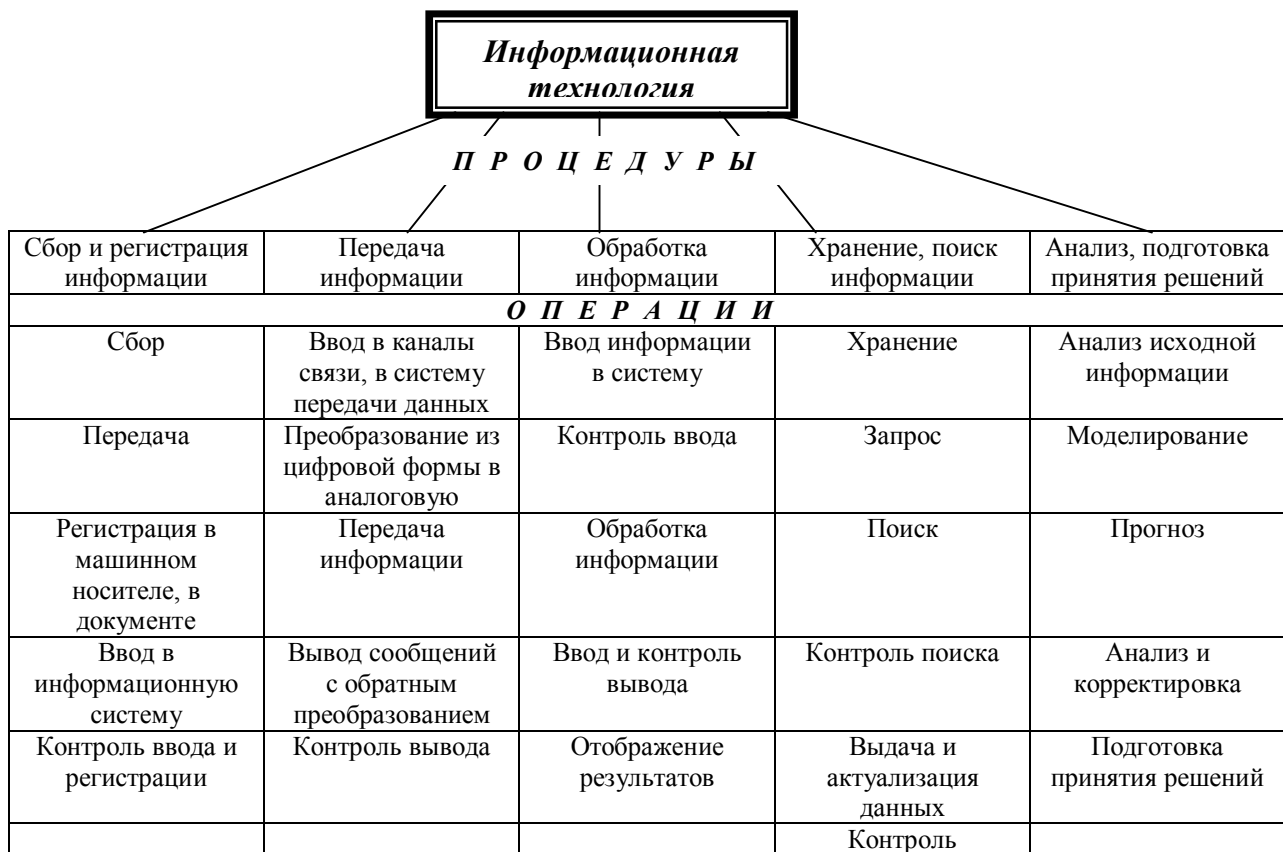 Информационная
технология
П Р О Ц Е Д У Р Ы
Сбор и регистрация
информации
Передача
информации
Обработка
информации
Хранение, поиск
информации
Анализ, подготовка
принятия решений
О П Е Р А Ц И И
Сбор
Ввод в каналы
связи, в систему
передачи данных
Ввод информации
в систему
Хранение
Анализ исходной
информации
Передача
Преобразование из
цифровой формы в
аналоговую
Контроль ввода
Запрос
Моделирование
Регистрация в
машинном
носителе, в
документе
Передача
информации
Обработка
информации
Поиск
Прогноз
Ввод в
информационную
систему
Вывод сообщений
с обратным
преобразованием
Ввод и контроль
вывода
Контроль поиска
Анализ и
корректировка
Контроль ввода и
регистрации
Контроль вывода
Отображение
результатов
Выдача и
актуализация
данных
Подготовка
принятия решений
Контроль